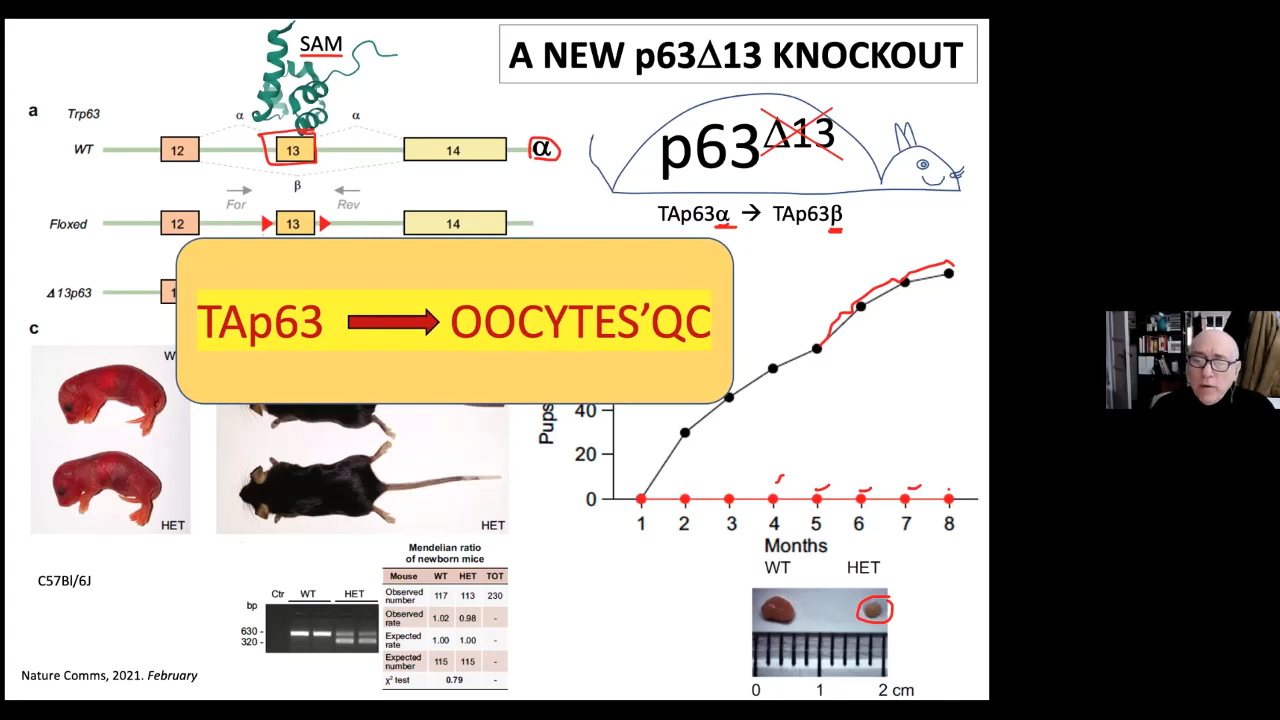 SAM
A NEW p63Δ13 KNOCKOUT
a
Trp63
α
α
WT
12
13
14
α
β
p63Δ13
For
Rev
TAp63α → TAp63β
Floxed
12
13
14
Δ13p63
TAp63 OOCYTES'QC
c
HET
HET
Pups
40
20
0
1 2 3 4 5 6 7 8
Months
WT HET
0 1 2 cm
C57Bl/6J
bp
Ctr WT HET
630 -
320 -
Mendelian ratio
of newborn mice
Mouse WT HET TOT
Observed number 117 113 230
Observed rate 1.02 0.98 -
Expected rate 1.00 1.00 -
Expected number 115 115 -
χ² test 0.79 -
Nature Comms, 2021. February